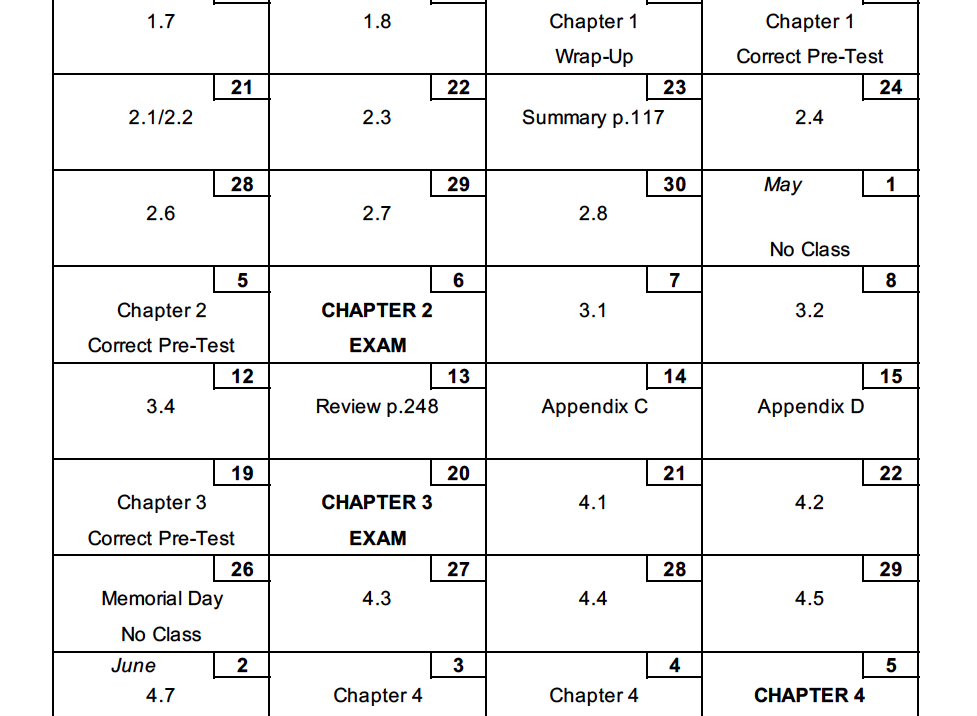 1.7
1.8
Chapter 1
Wrap-Up
Chapter 1
Correct Pre-Test
21
2.1/2.2
22
2.3
23
Summary p.117
24
2.4
28
2.6
29
2.7
30
2.8
May 1
No Class
5
Chapter 2
Correct Pre-Test
6
CHAPTER 2
EXAM
7
3.1
8
3.2
12
3.4
13
Review p.248
14
Appendix C
15
Appendix D
19
Chapter 3
Correct Pre-Test
20
CHAPTER 3
EXAM
21
4.1
22
4.2
26
Memorial Day
No Class
27
4.3
28
4.4
29
4.5
June 2
4.7
3
Chapter 4
4
Chapter 4
5
CHAPTER 4